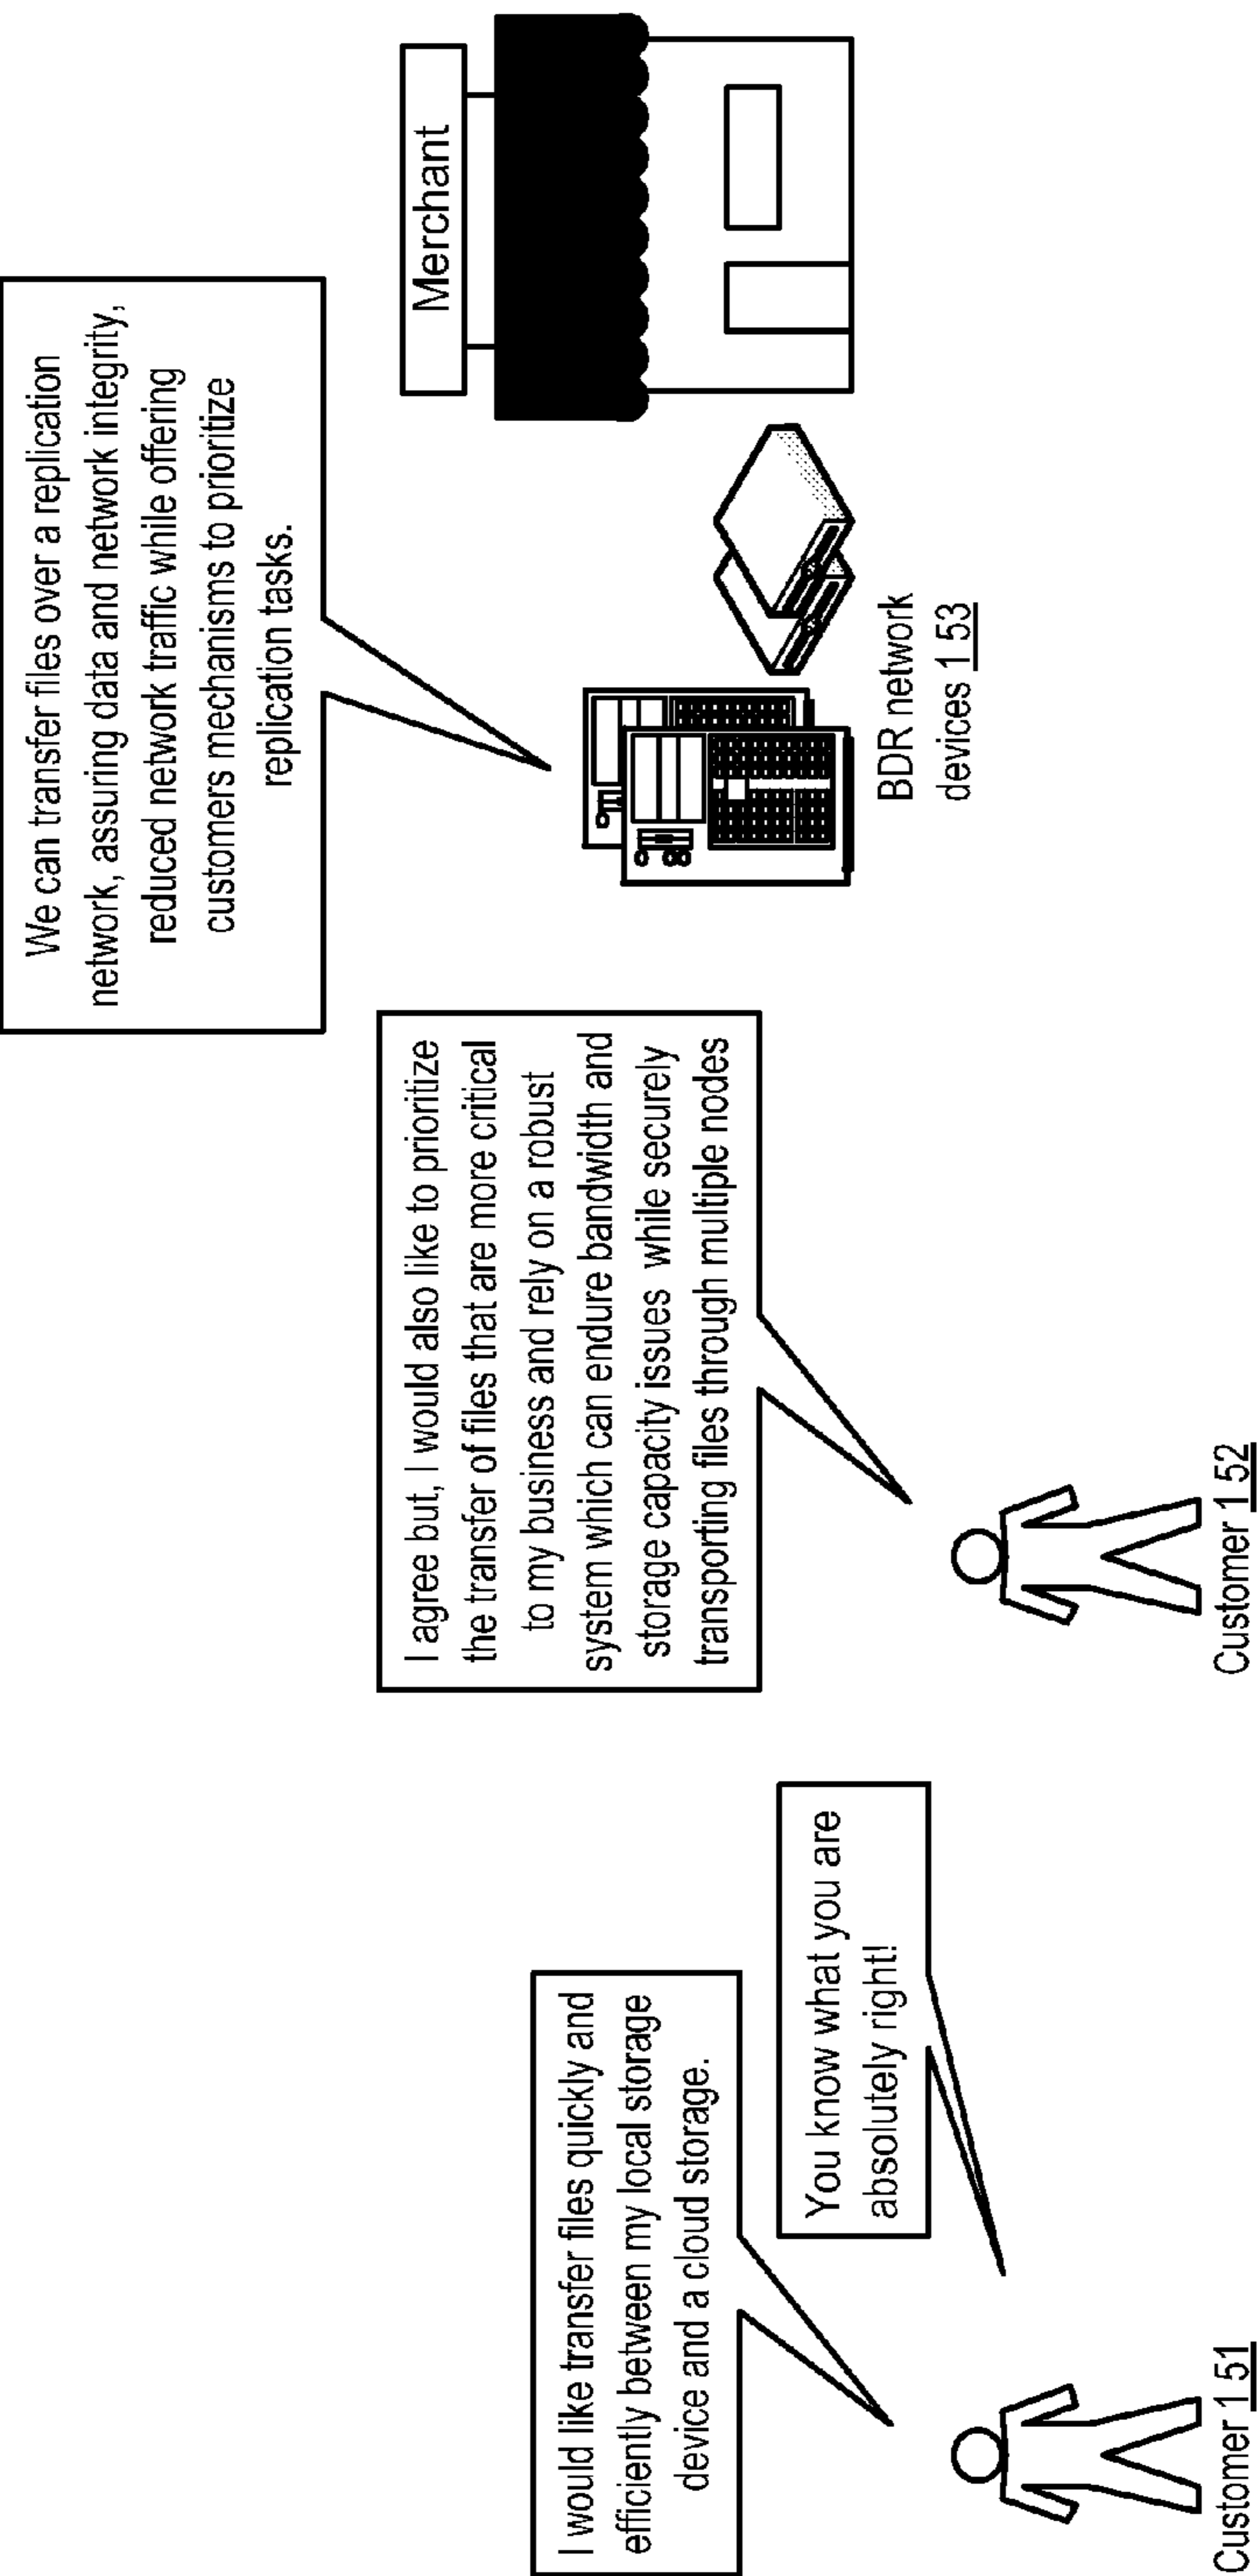 I would like transfer files quickly and
efficiently between my local storage
device and a cloud storage.
You know what you are
absolutely right!
Customer 151
I agree but, I would also like to prioritize
the transfer of files that are more critical
to my business and rely on a robust
system which can endure bandwidth and
storage capacity issues while securely
transporting files through multiple nodes
Customer 152
We can transfer files over a replication
network, assuring data and network integrity,
reduced network traffic while offering
customers mechanisms to prioritize
replication tasks.
BDR network
devices 153
Merchant